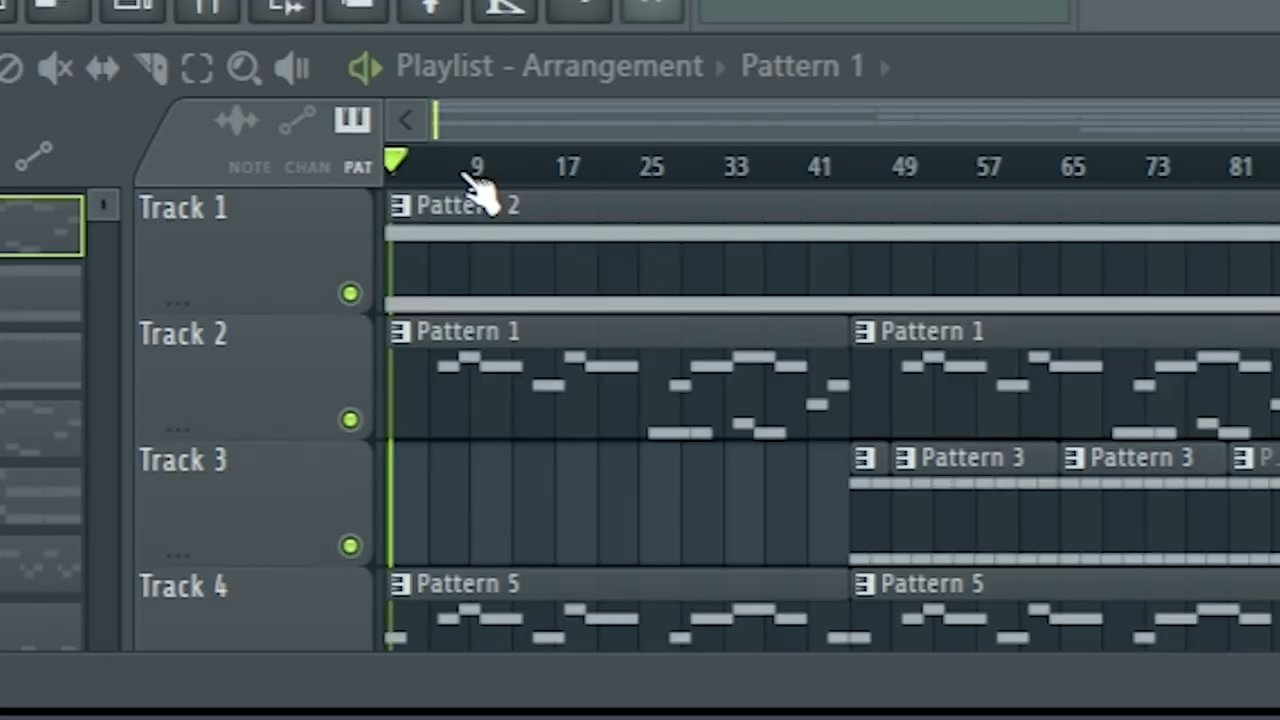 Playlist - Arrangement Pattern 1
NOTE CHAN PAT
9 17 25 33 41 49 57 65 73 81
Track 1
Pattern 2
Track 2
Pattern 1 Pattern 1
Track 3
Pattern 3 Pattern 3 P
Track 4
Pattern 5 Pattern 5